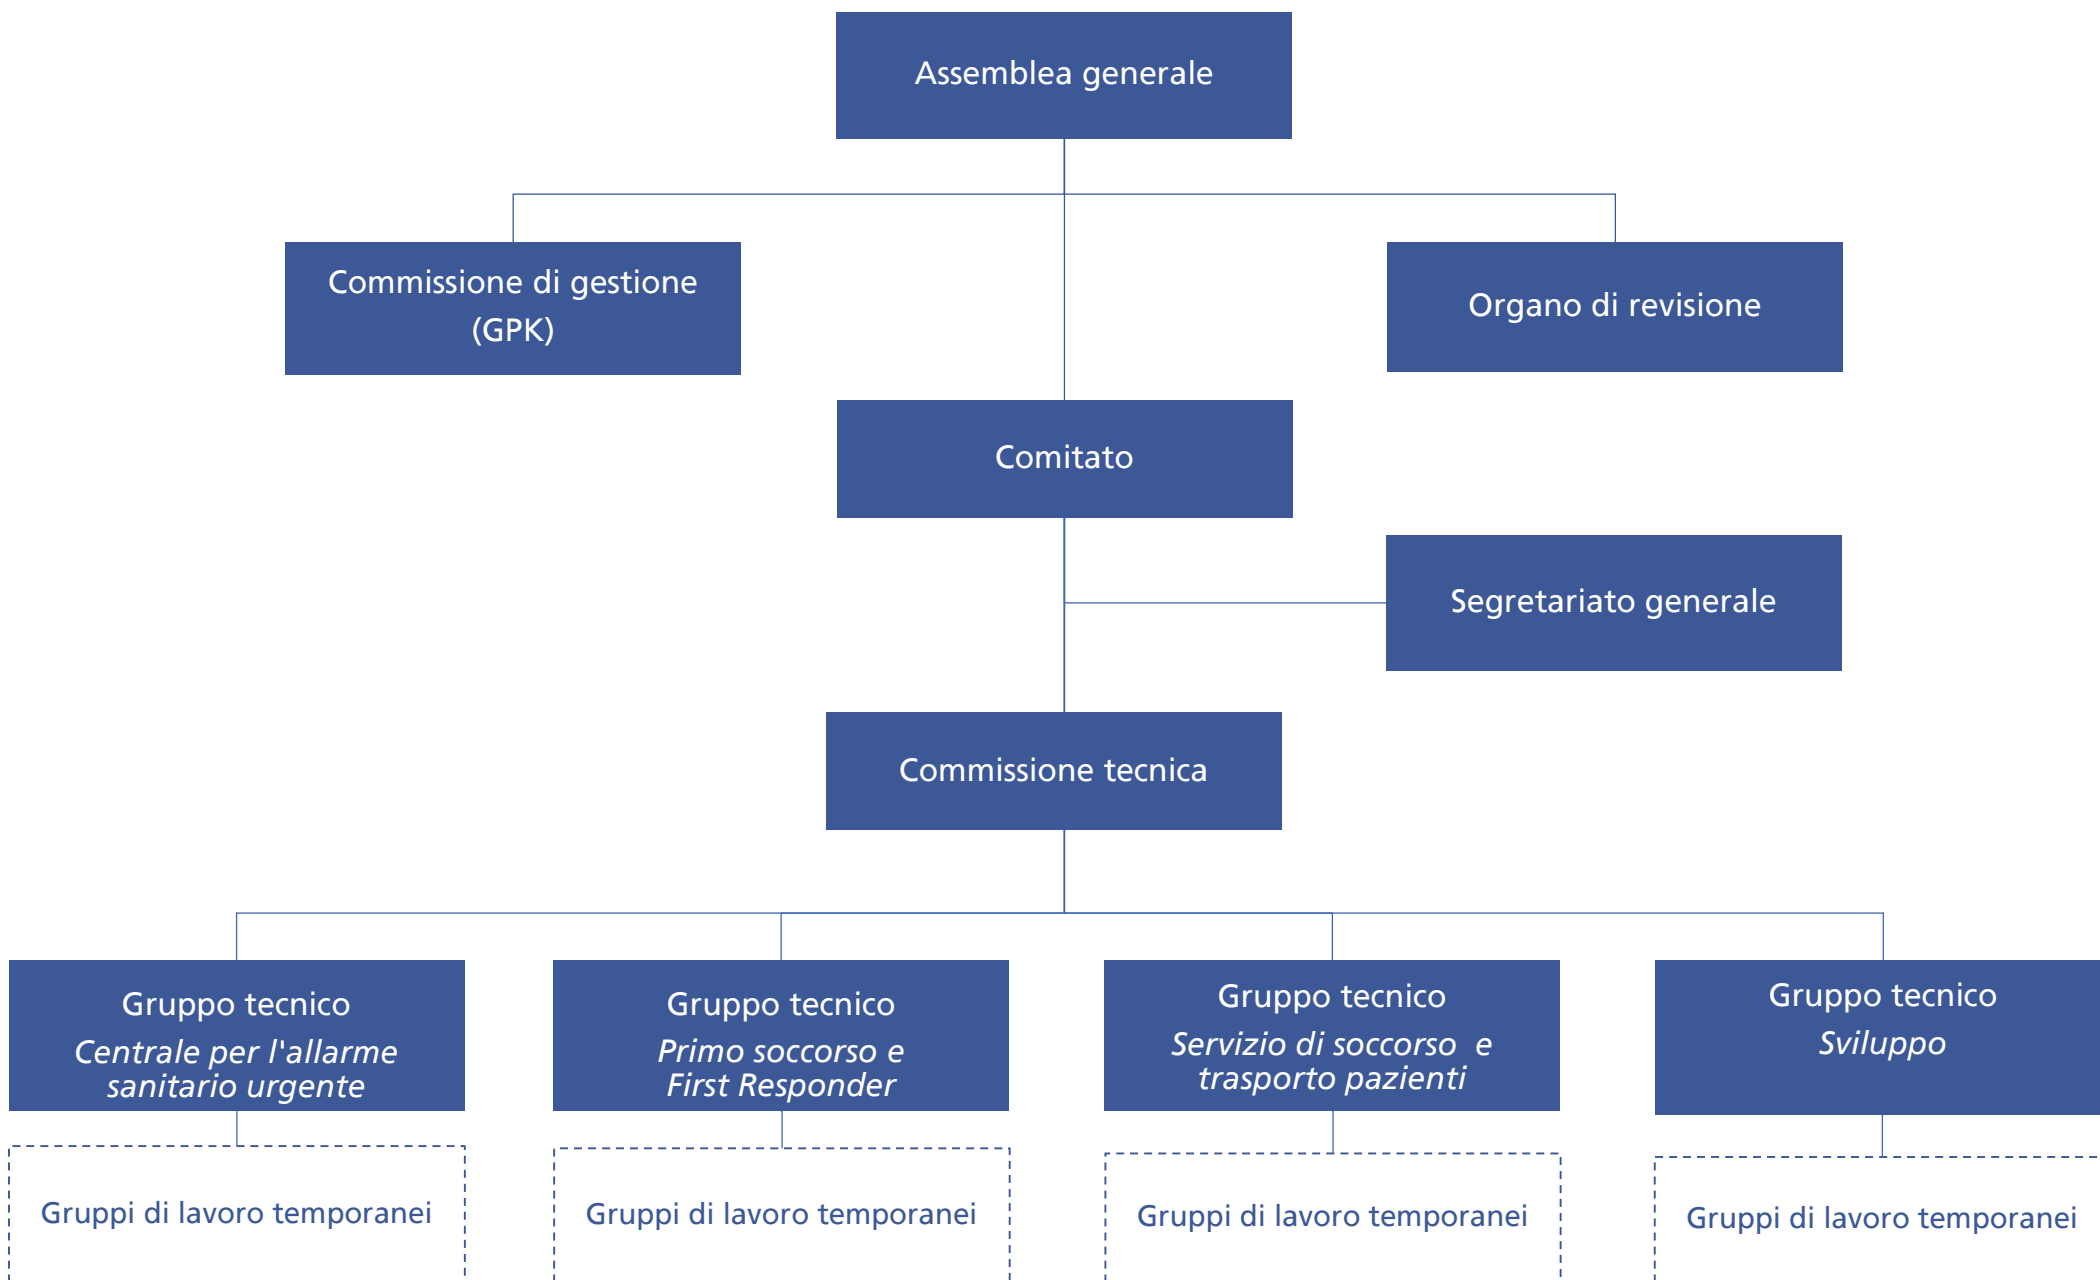 Assemblea generale
Commissione di gestione
(GPK)
Organo di revisione
Comitato
Segretariato generale
Commissione tecnica
Gruppo tecnico
Centrale per l'allarme
sanitario urgente
Gruppo tecnico
Primo soccorso e
First Responder
Gruppo tecnico
Servizio di soccorso e
trasporto pazienti
Gruppo tecnico
Sviluppo
Gruppi di lavoro temporanei
Gruppi di lavoro temporanei
Gruppi di lavoro temporanei
Gruppi di lavoro temporanei